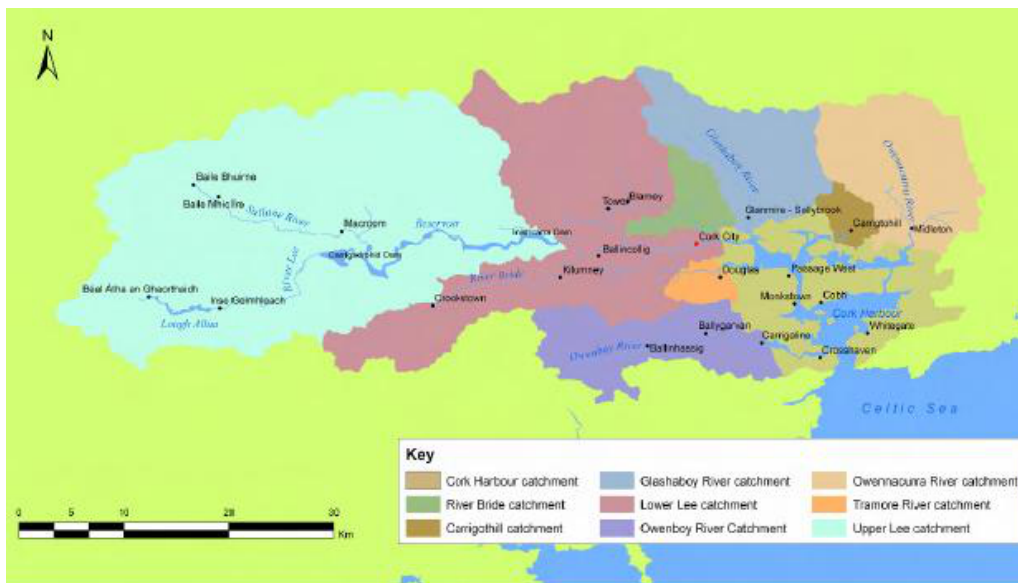 N
Baile Bhuirne
Baile Mhic Íre
Sullane River
Macroom
Reservoir
Inniscarra Dam
Carrigadrohid Dam
River Lee
Béal Átha an Ghaorthaidh
Inse Geimhleach
Lough Allua
Crookstown
River Bride
Kilumney
Ballincollig
Tower
Blarney
Glashaboy River
Glanmire - Sallybrook
Cork City
Douglas
Carrigtohill
Owennacurra River
Midleton
Passage West
Monkstown
Cobh
Cork Harbour
Whitegate
Ballygarvan
Carrigaline
Crosshaven
Owenboy River
Ballinhassig
Celtic Sea
Key
Cork Harbour catchment
Glashaboy River catchment
Owennacurra River catchment
River Bride catchment
Lower Lee catchment
Tramore River catchment
Carrigothill catchment
Owenboy River Catchment
Upper Lee catchment
0 5 10 20 30
Km